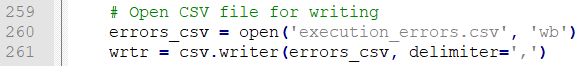 259 # Open CSV file for writing
260 errors_csv = open('execution_errors.csv', 'wb')
261 wrtr = csv.writer(errors_csv, delimiter=',')